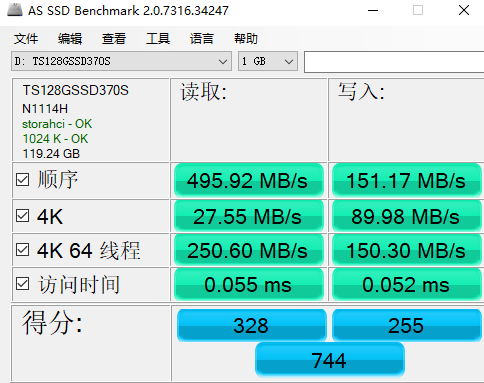 AS SSD Benchmark 2.0.7316.34247
文件 编辑 查看 工具 语言 帮助
D: TS128GSSD370S 1 GB
TS128GSSD370S 读取: 写入:
N1114H
storahci - OK
1024 K - OK
119.24 GB
顺序 495.92 MB/s 151.17 MB/s
4K 27.55 MB/s 89.98 MB/s
4K 64 线程 250.60 MB/s 150.30 MB/s
访问时间 0.055 ms 0.052 ms
得分: 328 255
744